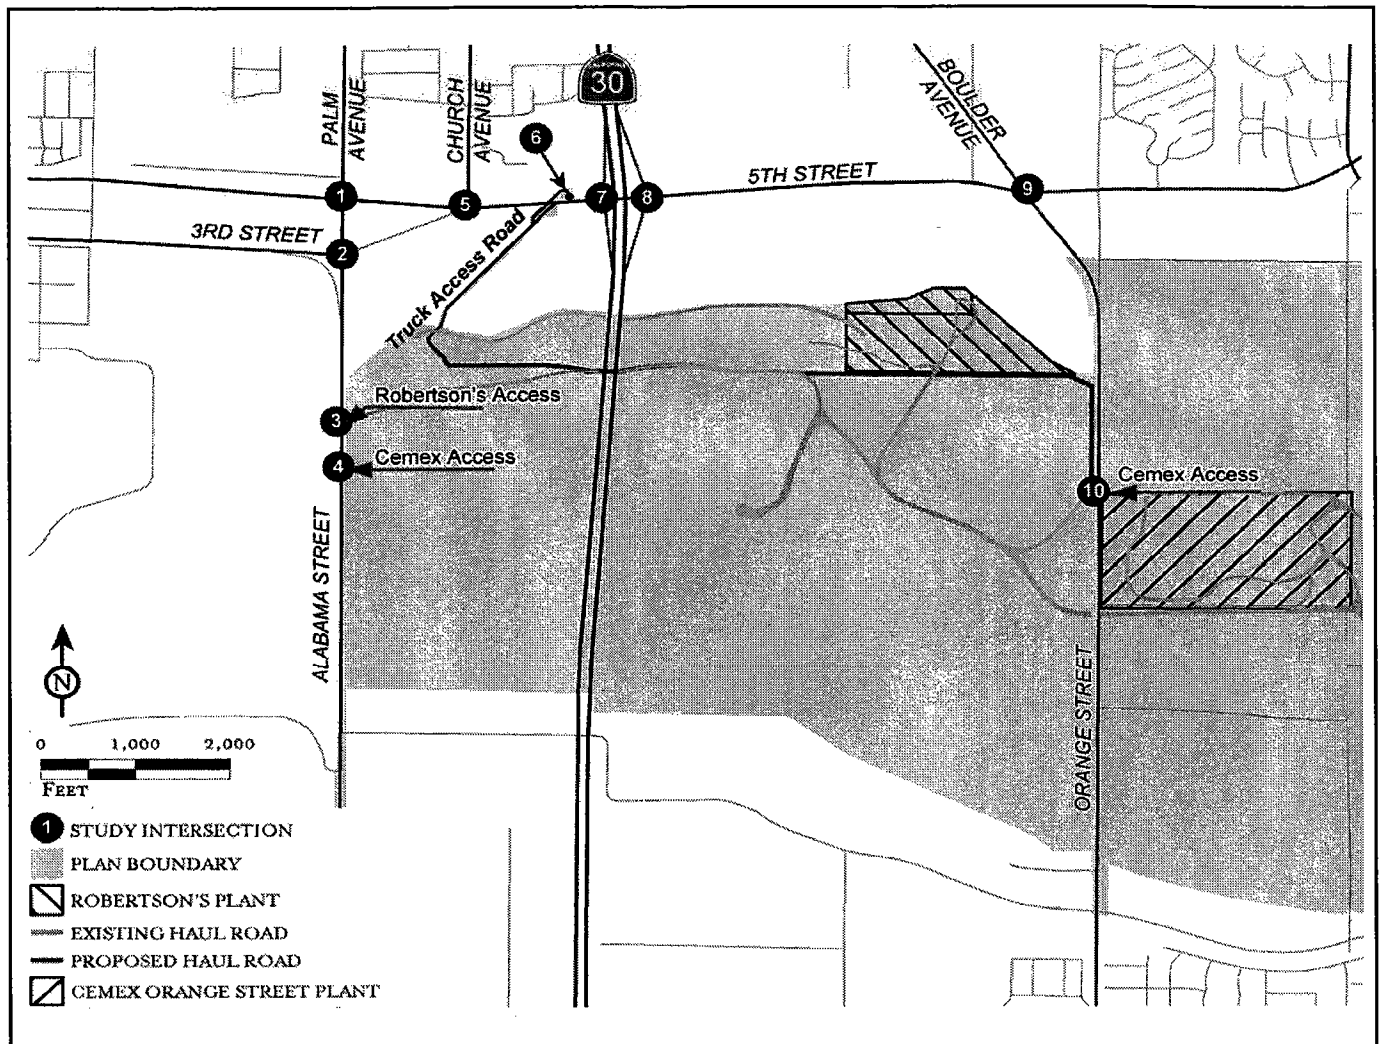 CALIFORNIA
30
PALM
AVENUE
CHURCH
AVENUE
BOULDER
AVENUE
6
5TH STREET
1
5
7
8
9
3RD STREET
2
Truck Access Road
Robertson's Access
3
Cemex Access
4
Cemex Access
10
ALABAMA STREET
ORANGE STREET
N
0 1,000 2,000
FEET
1 STUDY INTERSECTION
PLAN BOUNDARY
ROBERTSON'S PLANT
EXISTING HAUL ROAD
PROPOSED HAUL ROAD
CEMEX ORANGE STREET PLANT